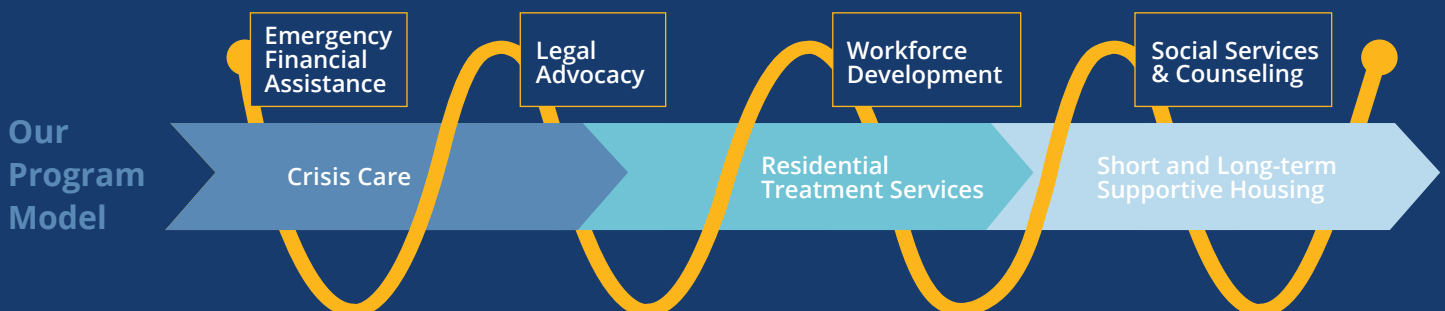 Our
Program
Model
Emergency
Financial
Assistance
Legal
Advocacy
Workforce
Development
Social Services
& Counseling
Crisis Care
Residential
Treatment Services
Short and Long-term
Supportive Housing